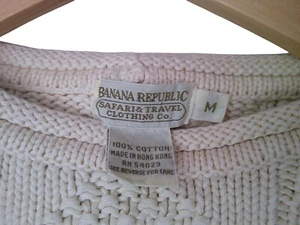 BANANA REPUBLIC
SAFARI & TRAVEL
CLOTHING Co.
M
100% COTTON
MADE IN HONG KONG
RN 54023
SEE REVERSE FOR CARE